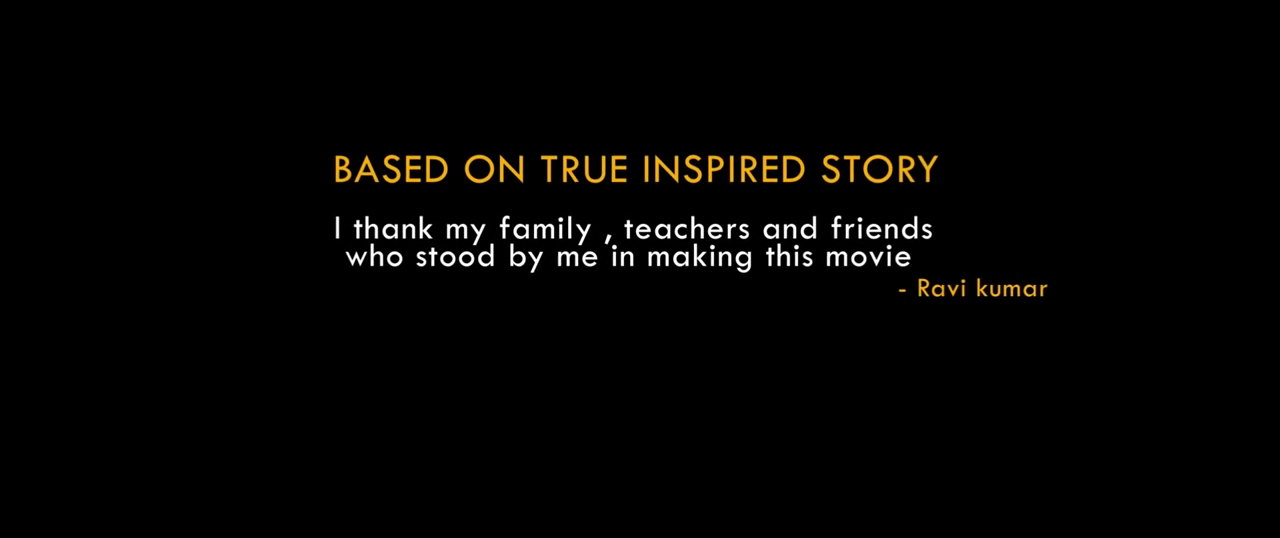 BASED ON TRUE INSPIRED STORY
I thank my family , teachers and friends
who stood by me in making this movie
- Ravi kumar